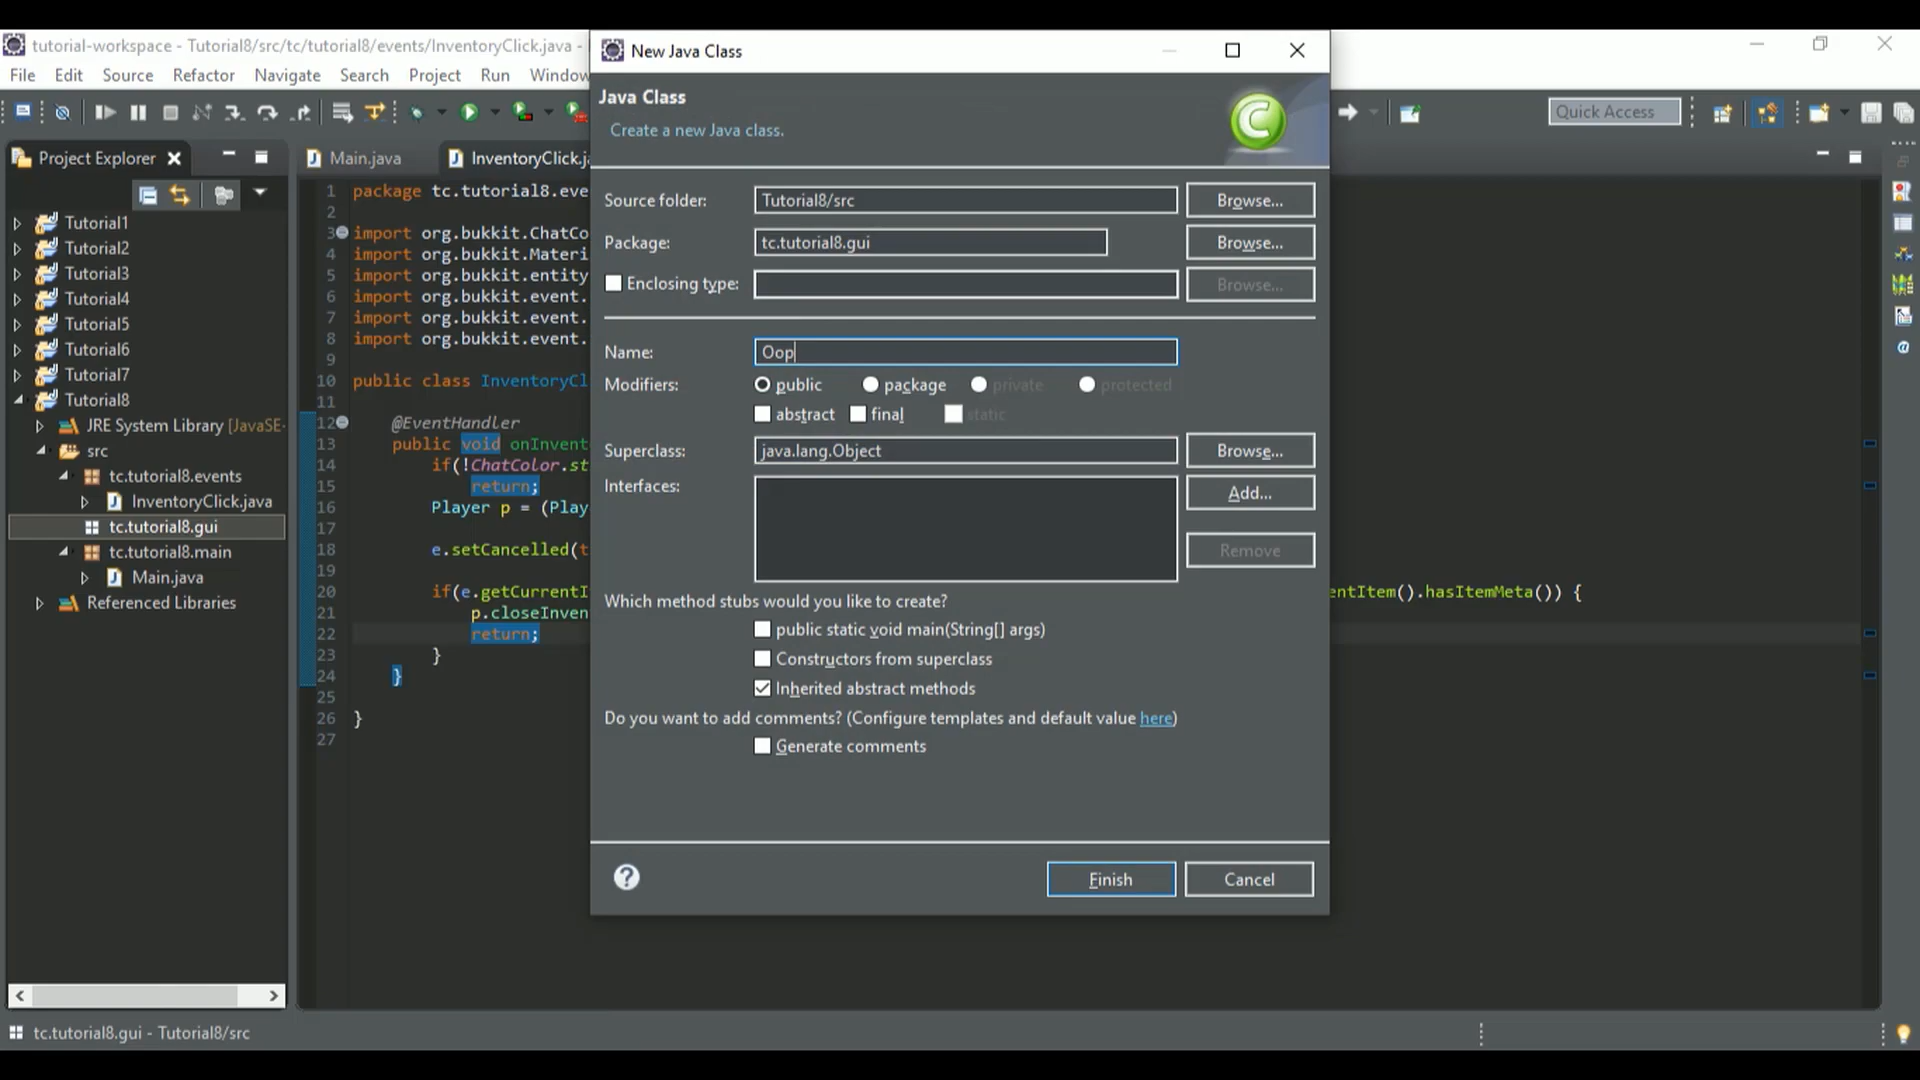 tutorial-workspace - Tutorial8/src/tc/tutorial8/events/InventoryClick.java -
File Edit Source Refactor Navigate Search Project Run Window
Quick Access
Project Explorer
Tutorial1
Tutorial2
Tutorial3
Tutorial4
Tutorial5
Tutorial6
Tutorial7
Tutorial8
JRE System Library [JavaSE-
src
tc.tutorial8.events
InventoryClick.java
tc.tutorial8.gui
tc.tutorial8.main
Main.java
Referenced Libraries
Main.java InventoryClick.ja
1 package tc.tutorial8.eve
2
3 import org.bukkit.ChatCo
4 import org.bukkit.Materi
5 import org.bukkit.entity
6 import org.bukkit.event.
7 import org.bukkit.event.
8 import org.bukkit.event.
9
10 public class InventoryCl
11
12 @EventHandler
13 public void onInvent
14 if(!ChatColor.st
15 return;
16 Player p = (Play
17
18 e.setCancelled(t
19
20 if(e.getCurrentI entItem().hasItemMeta()) {
21 p.closeInven
22 return;
23 }
24 }
25
26 }
27
New Java Class
Java Class
Create a new Java class.
C
Source folder: Tutorial8/src Browse...
Package: tc.tutorial8.gui Browse...
Enclosing type: Browse...
Name: Oop
Modifiers: public package private protected
abstract final static
Superclass: java.lang.Object Browse...
Interfaces: Add...
Remove
Which method stubs would you like to create?
public static void main(String[] args)
Constructors from superclass
Inherited abstract methods
Do you want to add comments? (Configure templates and default value here)
Generate comments
? Finish Cancel
tc.tutorial8.gui - Tutorial8/src